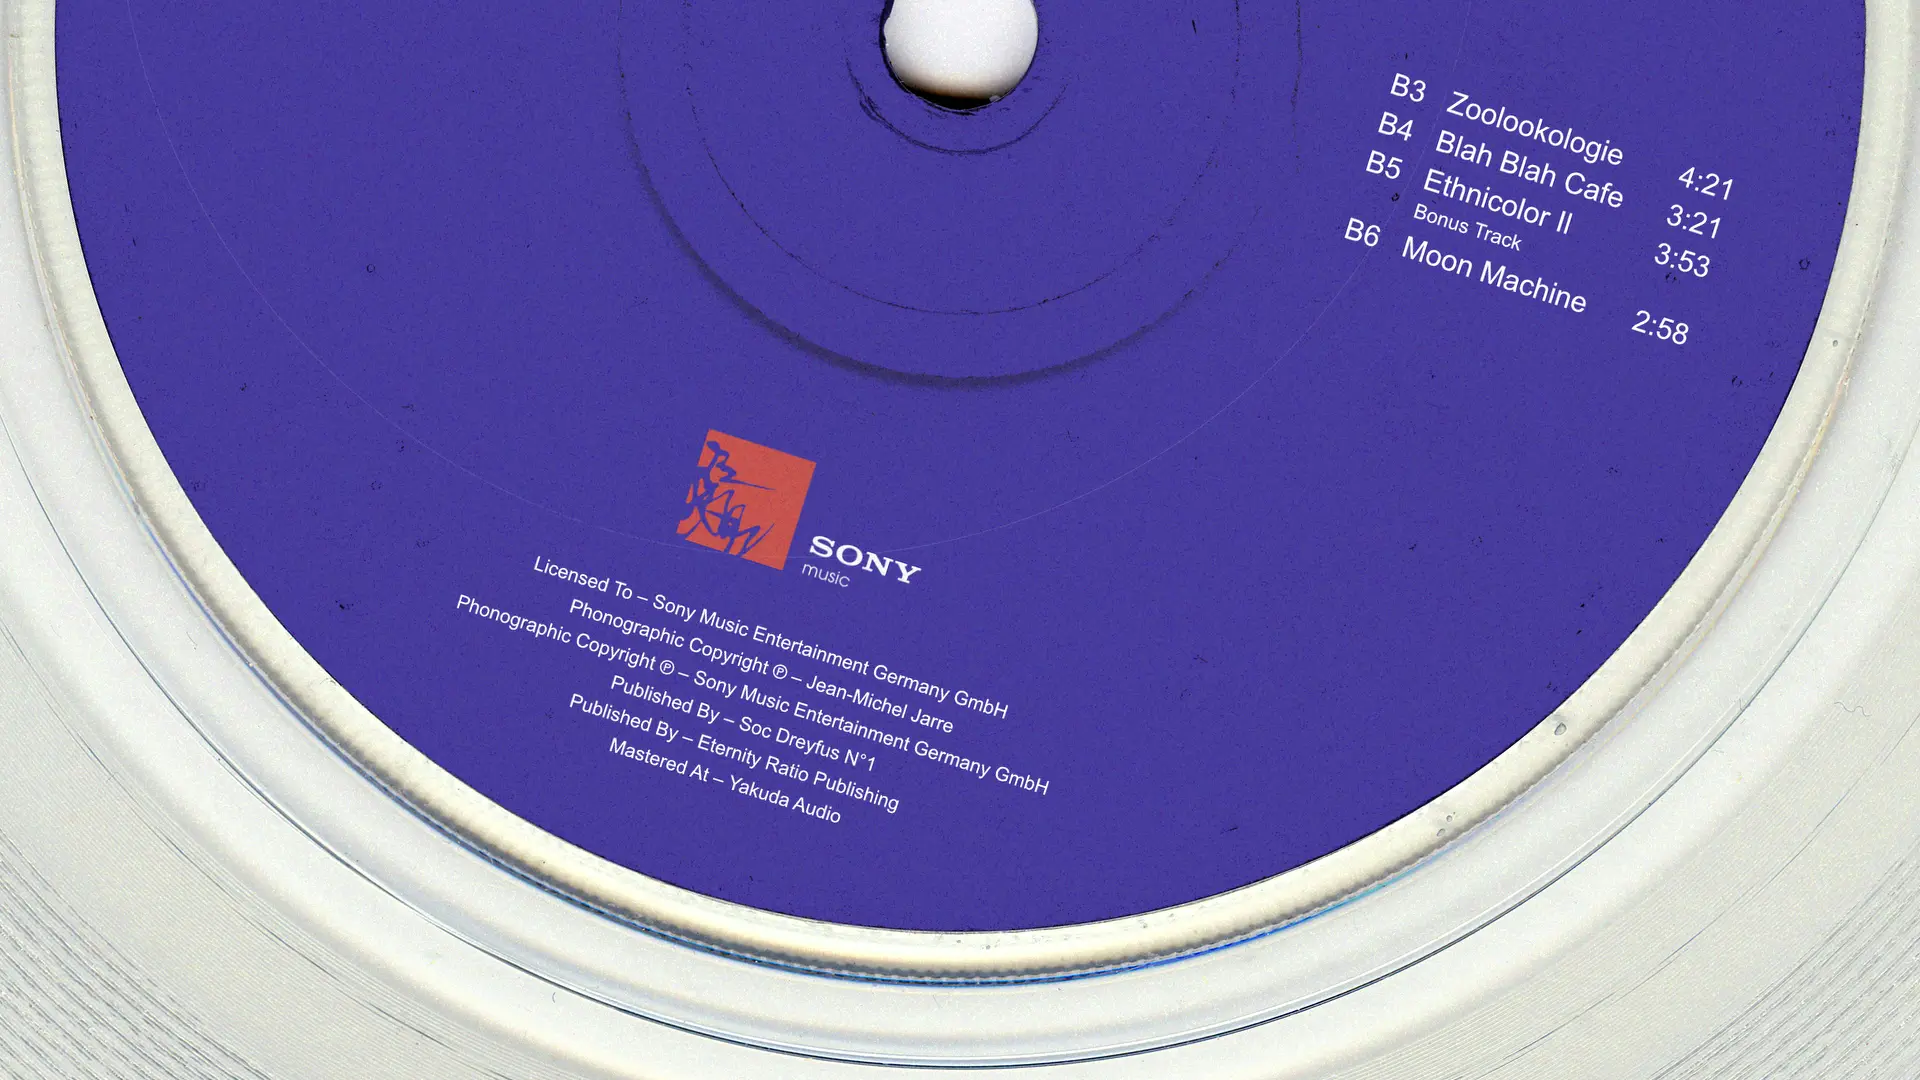 B3 Zoolookologie 4:21
B4 Blah Blah Cafe 3:21
B5 Ethnicolor II 3:53
Bonus Track
B6 Moon Machine 2:58
SONY
music
Licensed To – Sony Music Entertainment Germany GmbH
Phonographic Copyright ℗ – Jean-Michel Jarre
Phonographic Copyright ℗ – Sony Music Entertainment Germany GmbH
Published By – Soc Dreyfus N°1
Published By – Eternity Ratio Publishing
Mastered At – Yakuda Audio